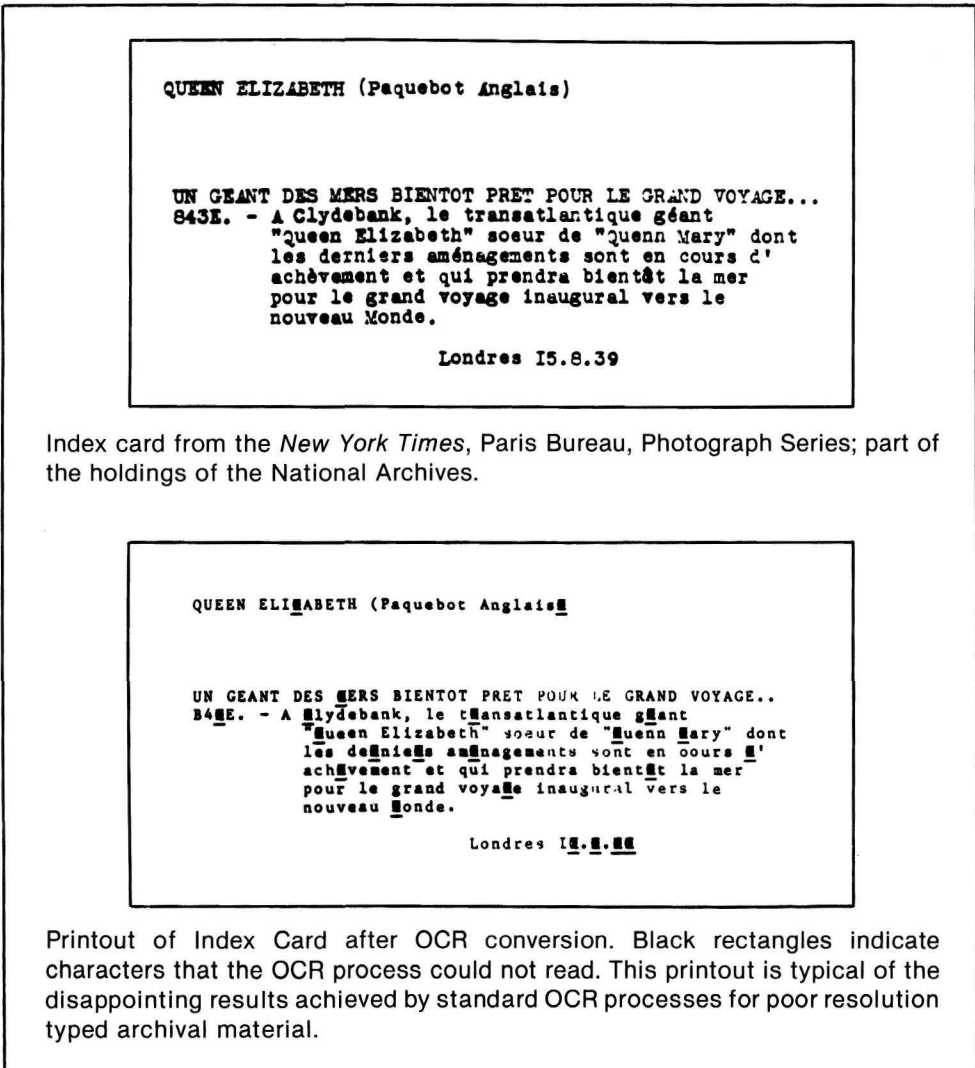 QUEEN ELIZABETH (Paquebot Anglais)
UN GEANT DES MERS BIENTOT PRET POUR LE GRAND VOYAGE...
843E. - A Clydebank, le transatlantique géant
"Queen Elizabeth" soeur de "Quenn Mary" dont
les derniers aménagements sont en cours d'
achèvement et qui prendra bientôt la mer
pour le grand voyage inaugural vers le
nouveau Monde.
Londres I5.8.39
Index card from the New York Times, Paris Bureau, Photograph Series; part of
the holdings of the National Archives.
QUEEN ELI■ABETH (Paquebot Anglais■
UN GEANT DES ■ERS BIENTOT PRET POUR LE GRAND VOYAGE..
B4■E. - A ■lydebank, le t■ansatlantique g■ant
"■ueen Elizabeth" soeur de "■uenn ■ary" dont
les de■nie■s am■nagements sont en oours ■'
ach■vement et qui prendra bient■t la mer
pour le grand voya■e inaugural vers le
nouveau ■onde.
Londres I■.■.■■
Printout of Index Card after OCR conversion. Black rectangles indicate
characters that the OCR process could not read. This printout is typical of the
disappointing results achieved by standard OCR processes for poor resolution
typed archival material.